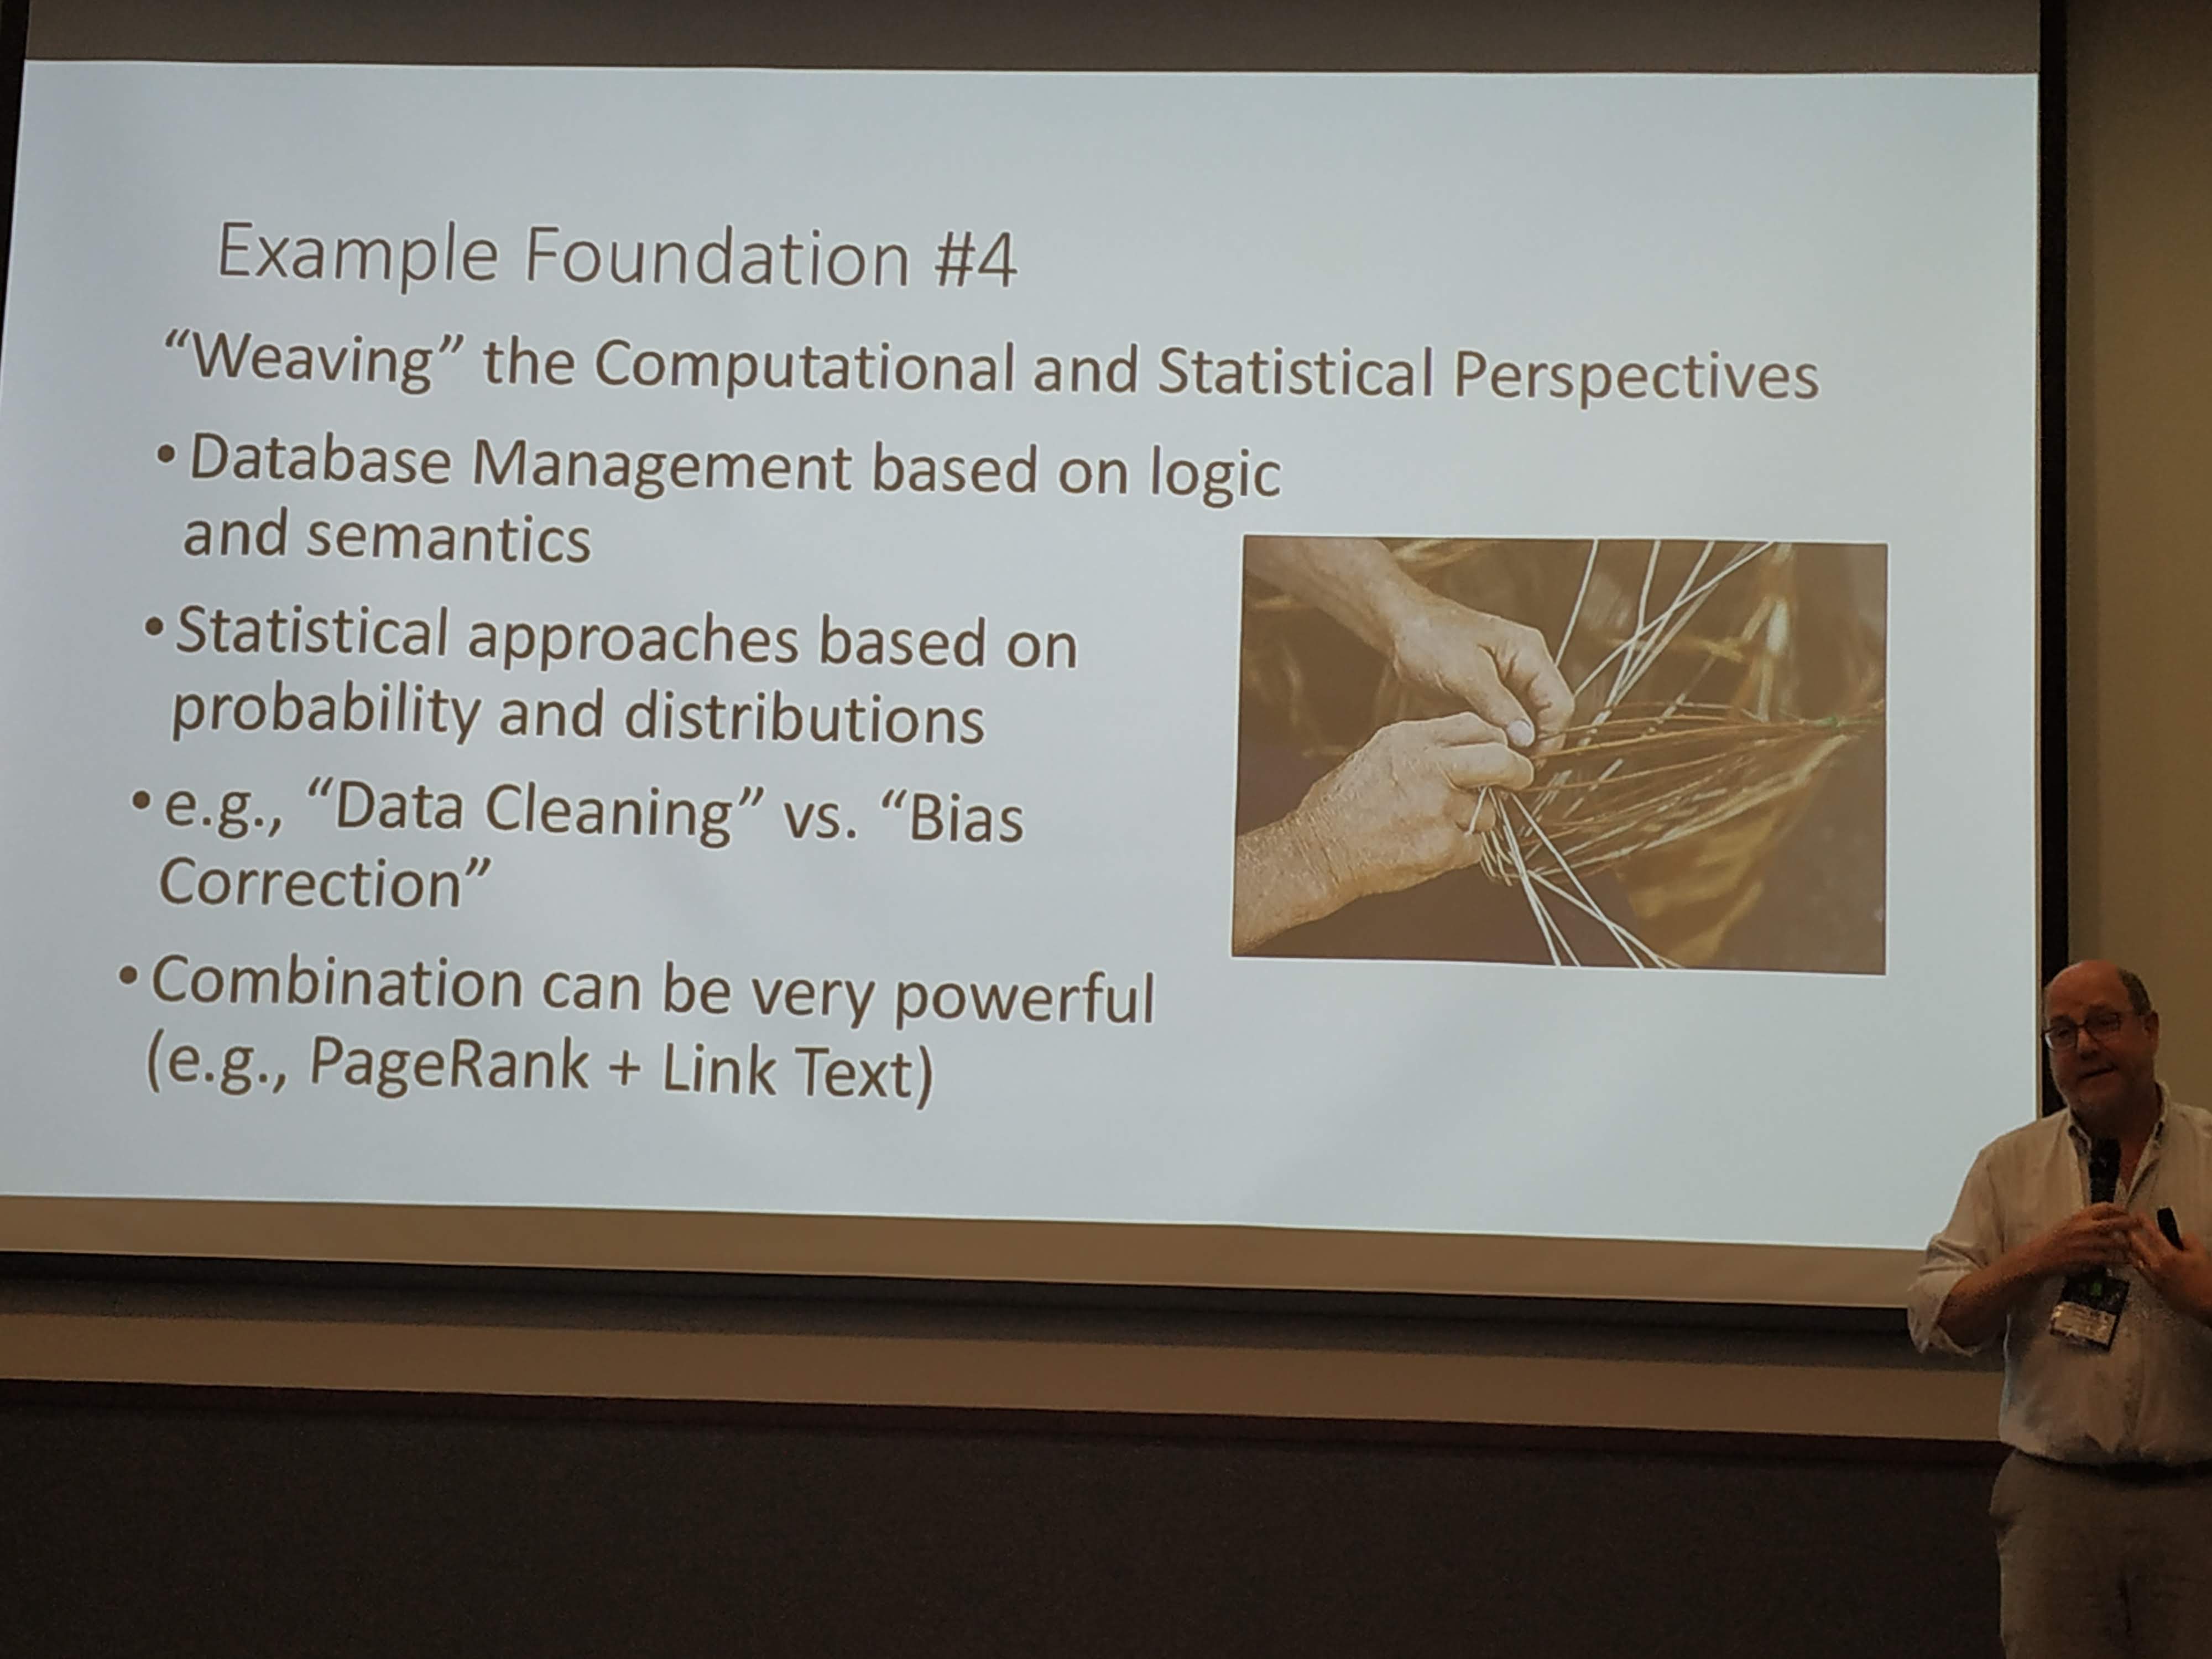 Example Foundation #4
“Weaving” the Computational and Statistical Perspectives
• Database Management based on logic
and semantics
• Statistical approaches based on
probability and distributions
• e.g., “Data Cleaning” vs. “Bias
Correction”
• Combination can be very powerful
(e.g., PageRank + Link Text)